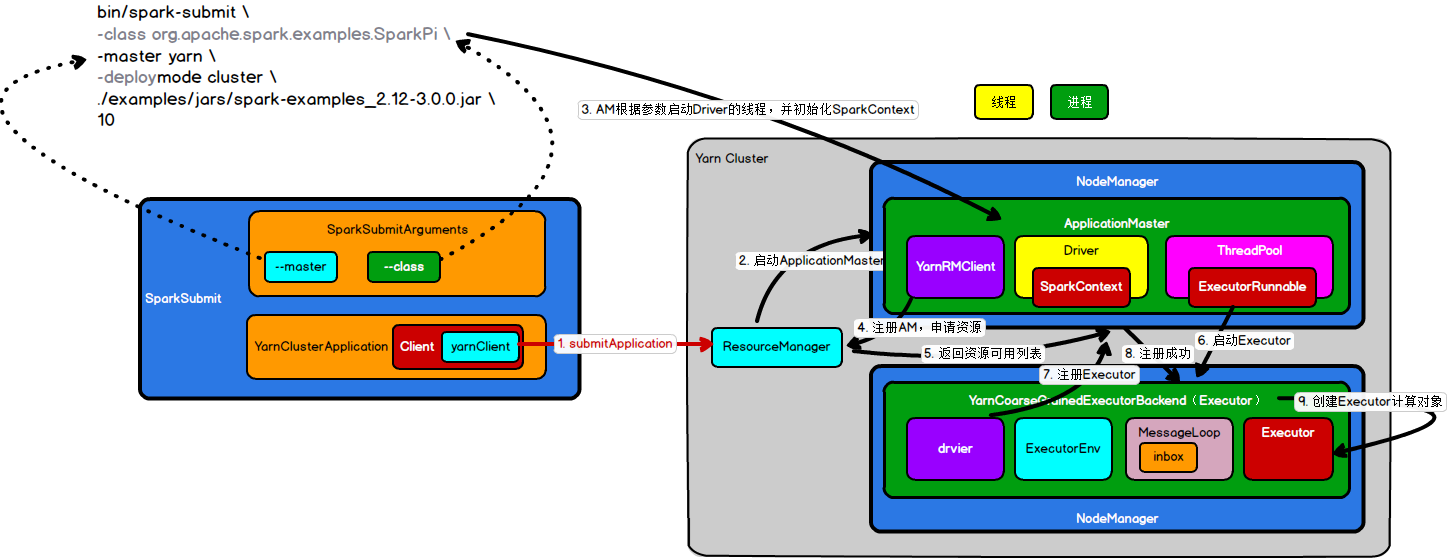 bin/spark-submit \
-class org.apache.spark.examples.SparkPi \
-master yarn \
-deploymode cluster \
./examples/jars/spark-examples_2.12-3.0.0.jar \
10
线程
进程
3. AM根据参数启动Driver的线程，并初始化SparkContext
Yarn Cluster
NodeManager
ApplicationMaster
YarnRMClient
Driver
SparkContext
ThreadPool
ExecutorRunnable
SparkSubmit
SparkSubmitArguments
--master
--class
YarnClusterApplication
Client
yarnClient
1. submitApplication
2. 启动ApplicationMaster
ResourceManager
4. 注册AM，申请资源
5. 返回资源可用列表
6. 启动Executor
7. 注册Executor
8. 注册成功
YarnCoarseGrainedExecutorBackend（Executor）
9. 创建Executor计算对象
drvier
ExecutorEnv
MessageLoop
inbox
Executor
NodeManager